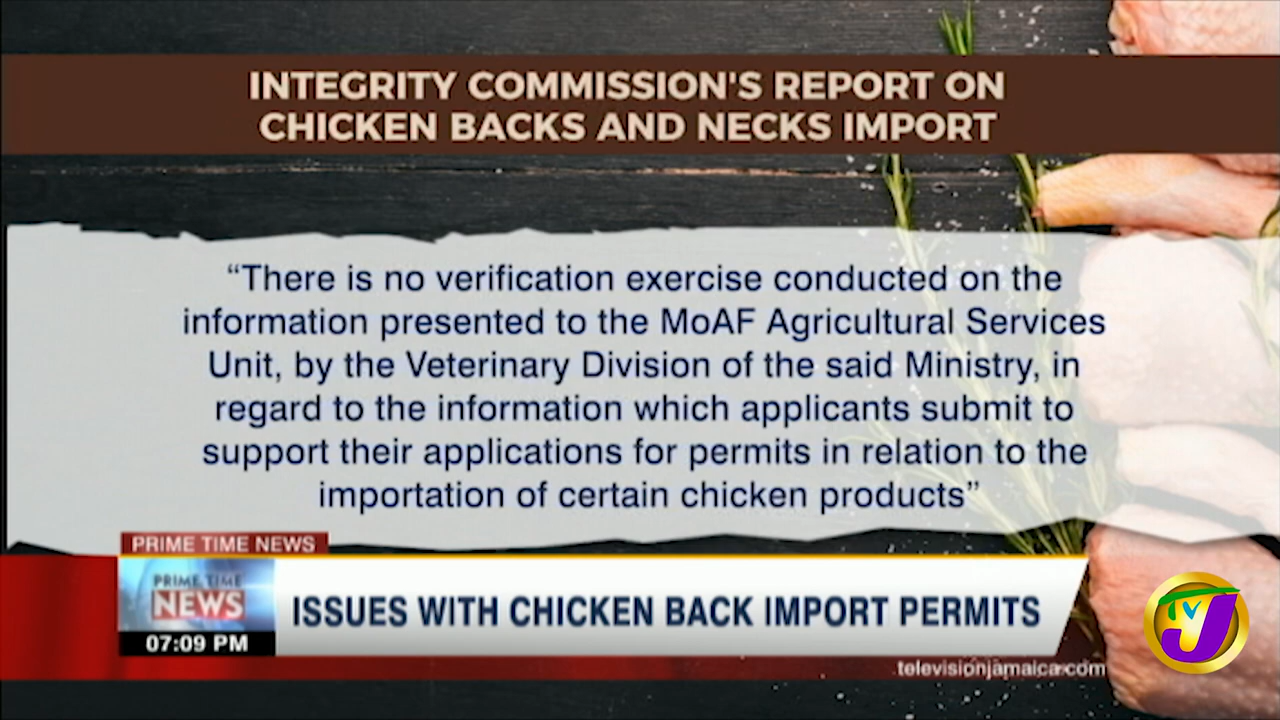 INTEGRITY COMMISSION'S REPORT ON
CHICKEN BACKS AND NECKS IMPORT
“There is no verification exercise conducted on the
information presented to the MoAF Agricultural Services
Unit, by the Veterinary Division of the said Ministry, in
regard to the information which applicants submit to
support their applications for permits in relation to the
importation of certain chicken products”
PRIME TIME NEWS
PRIME TIME
NEWS
07:09 PM
ISSUES WITH CHICKEN BACK IMPORT PERMITS
televisionjamaica.com
TVJ